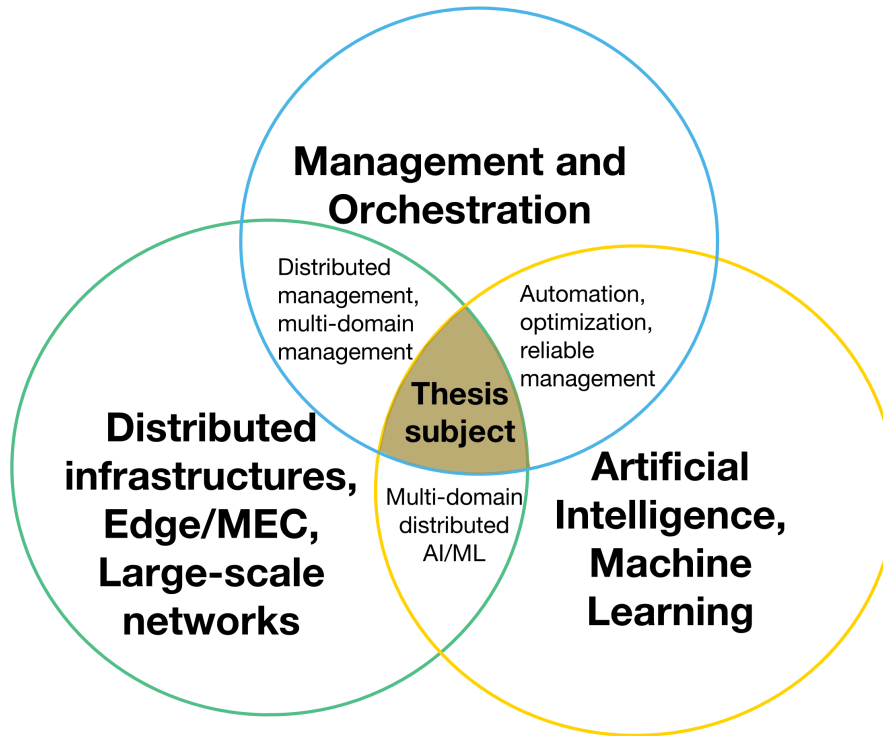 Management and
Orchestration
Distributed
management,
multi-domain
management
Automation,
optimization,
reliable
management
Thesis
subject
Distributed
infrastructures,
Edge/MEC,
Large-scale
networks
Artificial
Intelligence,
Machine
Learning
Multi-domain
distributed
AI/ML